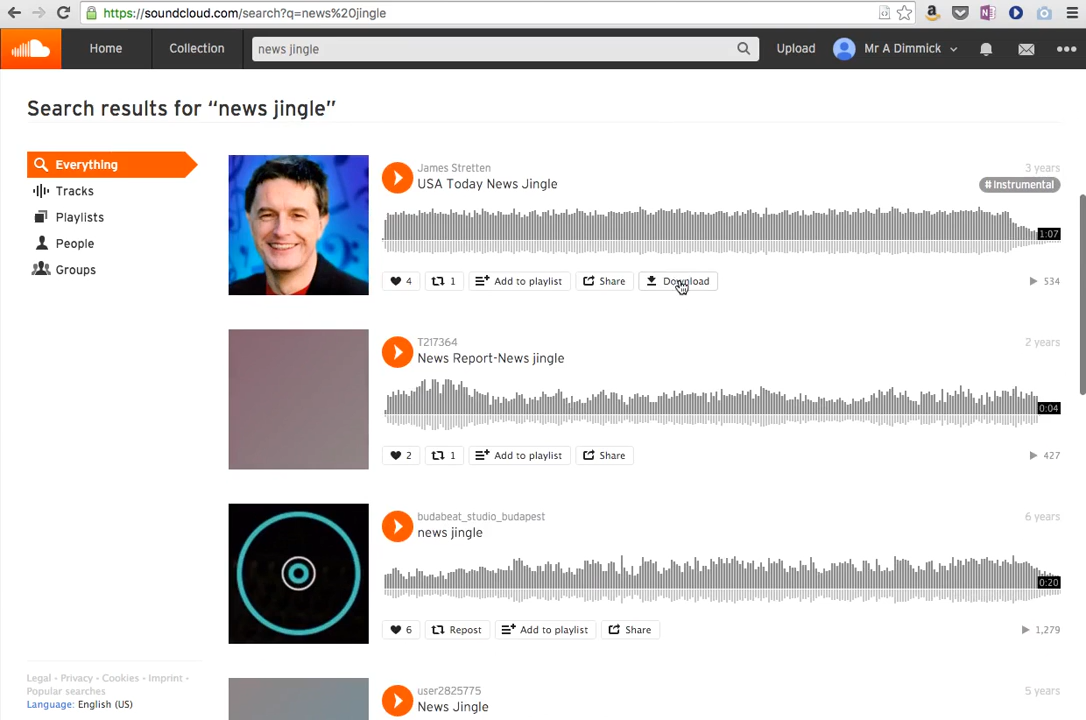 https://soundcloud.com/search?q=news%20jingle
Home
Collection
news jingle
Upload
Mr A Dimmick
Search results for “news jingle”
Everything
Tracks
Playlists
People
Groups
James Stretten
3 years
USA Today News Jingle
# Instrumental
1:07
4
1
Add to playlist
Share
Download
534
T217364
2 years
News Report-News jingle
0:04
2
1
Add to playlist
Share
427
budabeat_studio_budapest
6 years
news jingle
0:20
6
Repost
Add to playlist
Share
1,279
user2825775
5 years
News Jingle
Legal - Privacy - Cookies - Imprint -
Popular searches
Language: English (US)